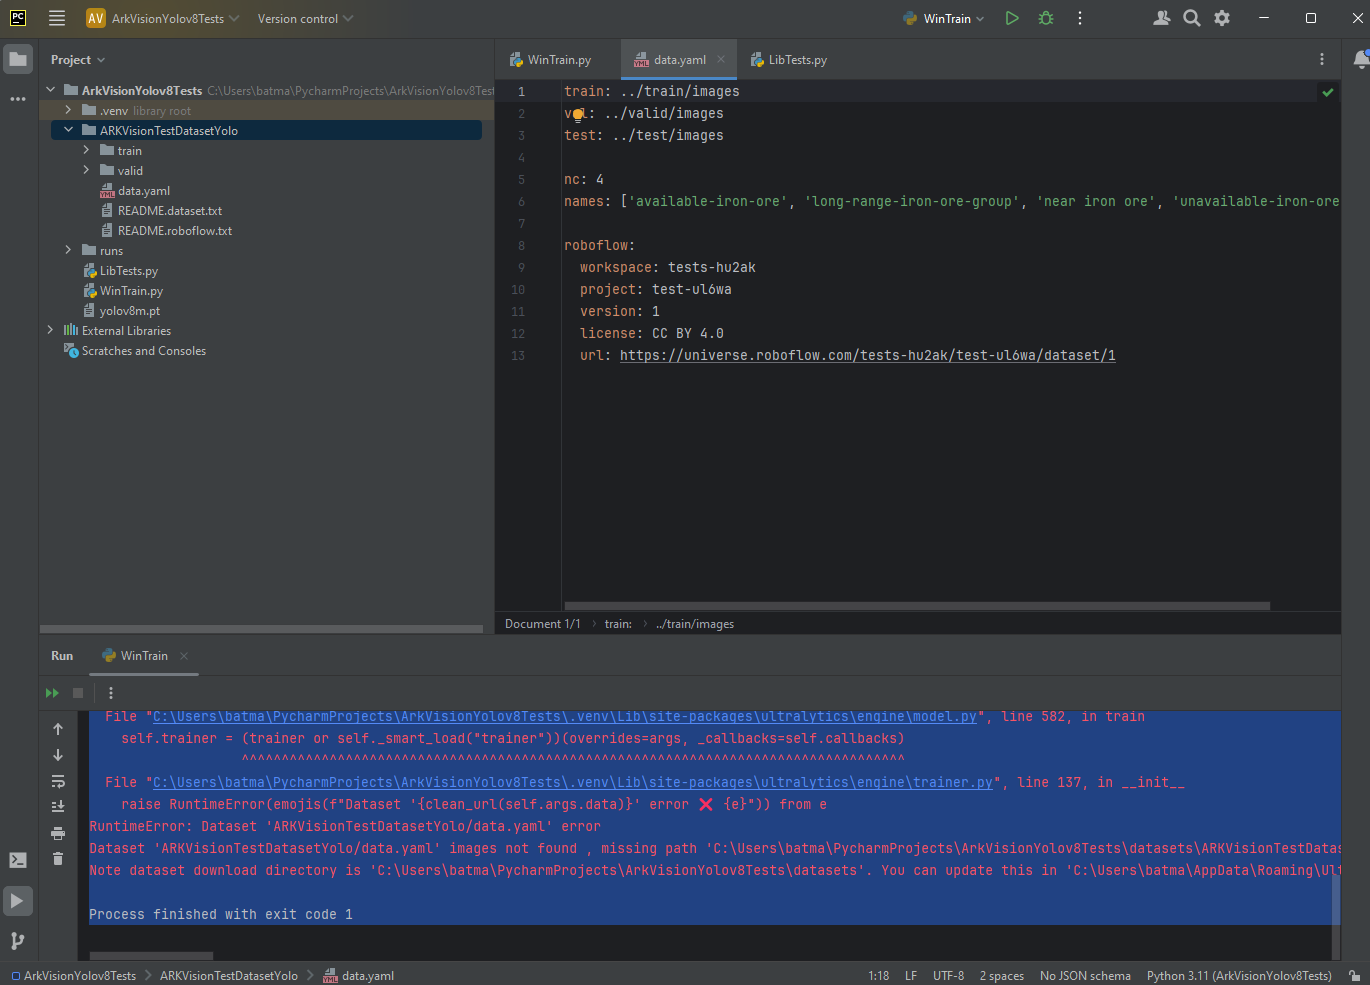 PC
AV ArkVisionYolov8Tests Version control WinTrain
Project
WinTrain.py data.yaml LibTests.py
ArkVisionYolov8Tests C:\Users\batma\PycharmProjects\ArkVisionYolov8Test
.venv library root
ARKVisionTestDatasetYolo
train
valid
data.yaml
README.dataset.txt
README.roboflow.txt
runs
LibTests.py
WinTrain.py
yolov8m.pt
External Libraries
Scratches and Consoles
1 train: ../train/images
2 val: ../valid/images
3 test: ../test/images
4
5 nc: 4
6 names: ['available-iron-ore', 'long-range-iron-ore-group', 'near iron ore', 'unavailable-iron-ore
7
8 roboflow:
9 workspace: tests-hu2ak
10 project: test-ul6wa
11 version: 1
12 license: CC BY 4.0
13 url: https://universe.roboflow.com/tests-hu2ak/test-ul6wa/dataset/1
Document 1/1 train: ../train/images
Run WinTrain
File "C:\Users\batma\PycharmProjects\ArkVisionYolov8Tests\.venv\Lib\site-packages\ultralytics\engine\model.py", line 582, in train
self.trainer = (trainer or self._smart_load("trainer"))(overrides=args, _callbacks=self.callbacks)
^^^^^^^^^^^^^^^^^^^^^^^^^^^^^^^^^^^^^^^^^^^^^^^^^^^^^^^^^^^^^^^^^^^^^^^^^^^^^^^^^^^
File "C:\Users\batma\PycharmProjects\ArkVisionYolov8Tests\.venv\Lib\site-packages\ultralytics\engine\trainer.py", line 137, in __init__
raise RuntimeError(emojis(f"Dataset '{clean_url(self.args.data)}' error ❌ {e}")) from e
RuntimeError: Dataset 'ARKVisionTestDatasetYolo/data.yaml' error
Dataset 'ARKVisionTestDatasetYolo/data.yaml' images not found , missing path 'C:\Users\batma\PycharmProjects\ArkVisionYolov8Tests\datasets\ARKVisionTestDatas
Note dataset download directory is 'C:\Users\batma\PycharmProjects\ArkVisionYolov8Tests\datasets'. You can update this in 'C:\Users\batma\AppData\Roaming\Ult
Process finished with exit code 1
ArkVisionYolov8Tests ARKVisionTestDatasetYolo data.yaml 1:18 LF UTF-8 2 spaces No JSON schema Python 3.11 (ArkVisionYolov8Tests)